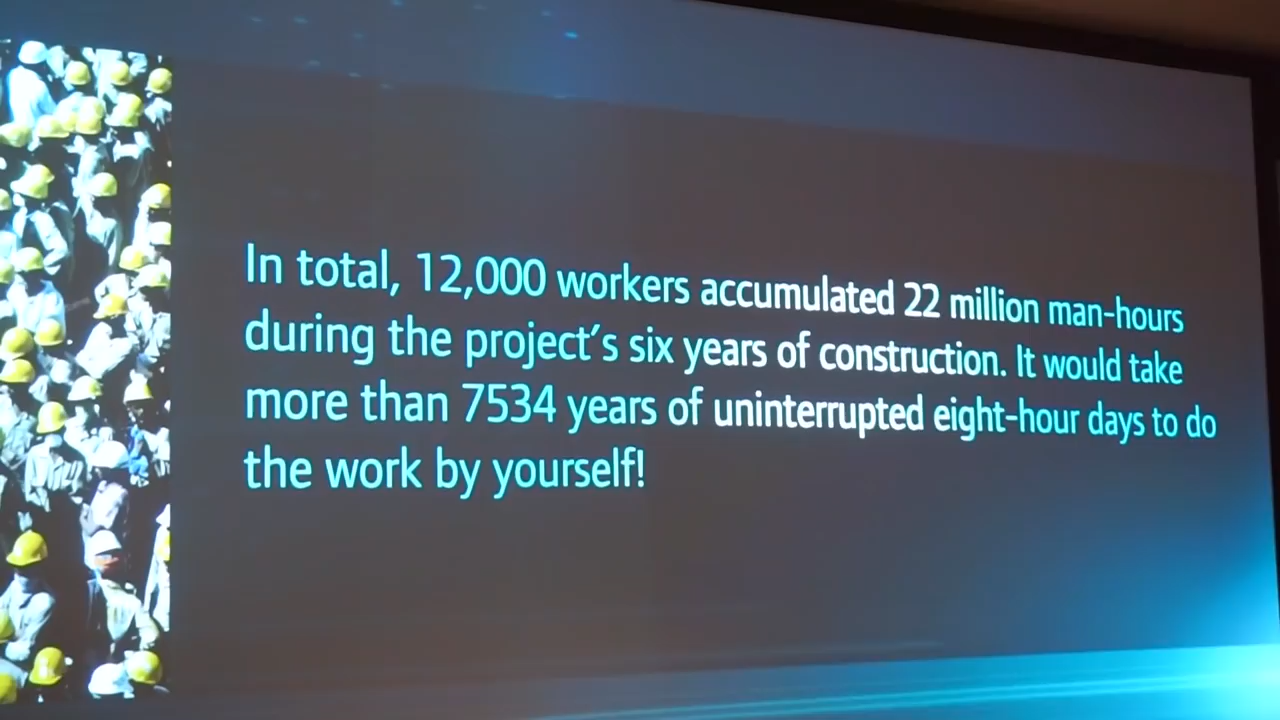 In total, 12,000 workers accumulated 22 million man-hours
during the project's six years of construction. It would take
more than 7534 years of uninterrupted eight-hour days to do
the work by yourself!